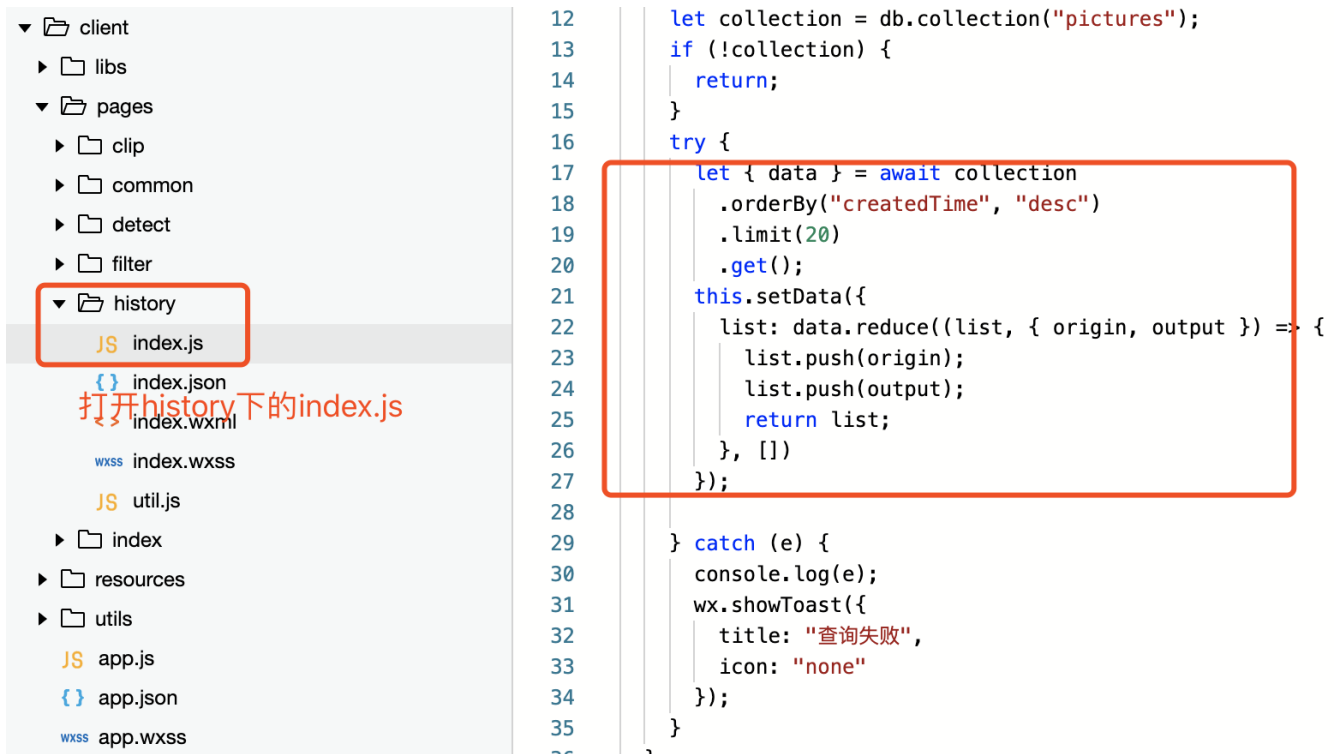 client
libs
pages
clip
common
detect
filter
history
JS index.js
{ } index.json
打开history下的index.js
< > index.wxml
wxss index.wxss
JS util.js
index
resources
utils
JS app.js
{ } app.json
wxss app.wxss
12 let collection = db.collection("pictures");
13 if (!collection) {
14 return;
15 }
16 try {
17 let { data } = await collection
18 .orderBy("createdTime", "desc")
19 .limit(20)
20 .get();
21 this.setData({
22 list: data.reduce((list, { origin, output }) => {
23 list.push(origin);
24 list.push(output);
25 return list;
26 }, [])
27 });
28
29 } catch (e) {
30 console.log(e);
31 wx.showToast({
32 title: "查询失败",
33 icon: "none"
34 });
35 }